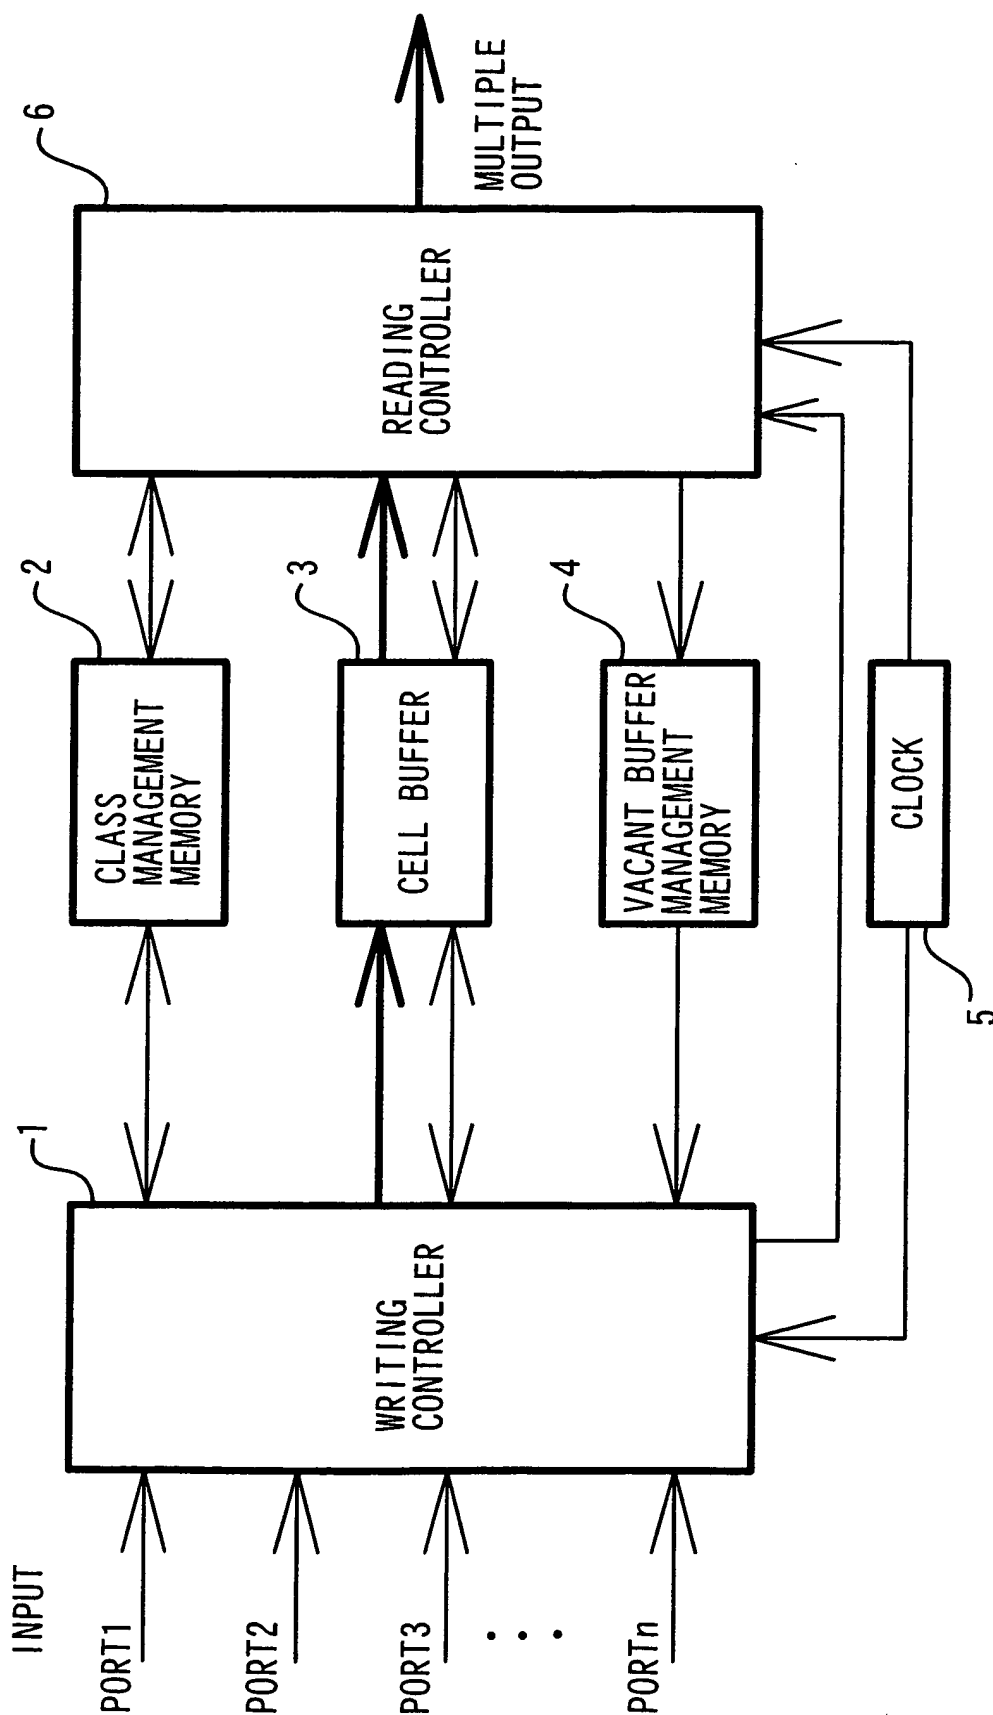 INPUT
PORT1
PORT2
PORT3
PORTn
1
WRITING
CONTROLLER
2
CLASS
MANAGEMENT
MEMORY
3
CELL BUFFER
4
VACANT BUFFER
MANAGEMENT
MEMORY
5
CLOCK
6
READING
CONTROLLER
MULTIPLE
OUTPUT